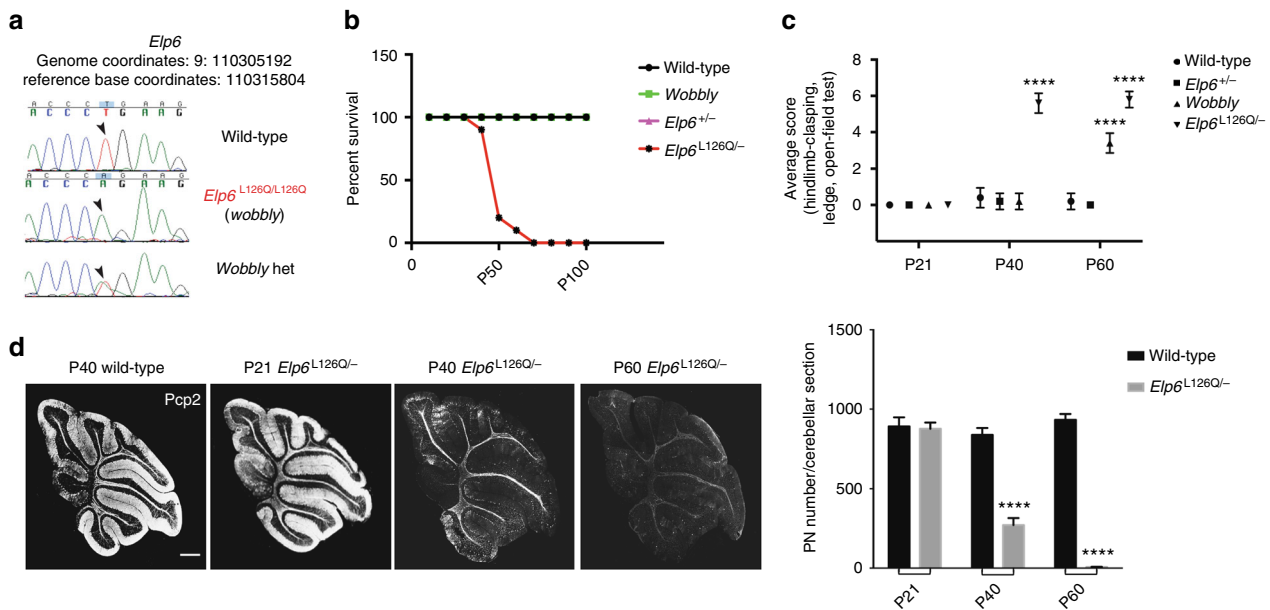 a
Elp6
Genome coordinates: 9: 110305192
reference base coordinates: 110315804
A C C C T G A A G
A C C C T G A A G
Wild-type
A C C C A G A A G
A C C C A G A A G
Elp6 L126Q/L126Q
(wobbly)
Wobbly het
b
Percent survival
150
100
50
0
0
P50
P100
Wild-type
Wobbly
Elp6+/–
Elp6L126Q/–
c
Average score
(hindlimb-clasping,
ledge, open-field test)
8
6
4
2
0
****
****
****
P21
P40
P60
Wild-type
Elp6+/–
Wobbly
Elp6L126Q/–
d
P40 wild-type
P21 Elp6L126Q/–
P40 Elp6L126Q/–
P60 Elp6L126Q/–
Pcp2
PN number/cerebellar section
1500
1000
500
0
****
****
P21
P40
P60
Wild-type
Elp6L126Q/–